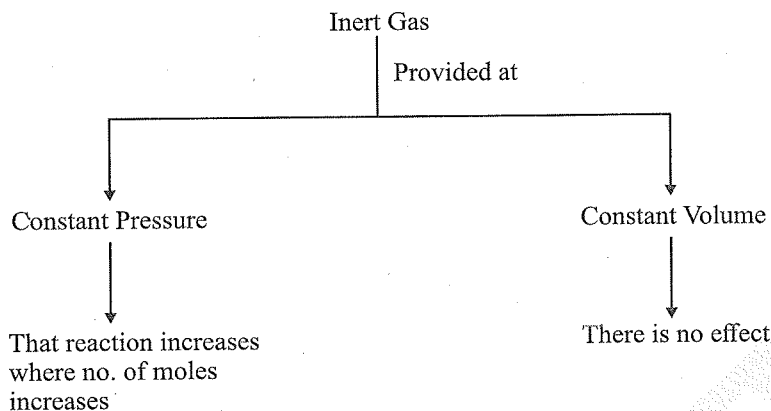 Inert Gas
Provided at
Constant Pressure
Constant Volume
That reaction increases
where no. of moles
increases
There is no effect